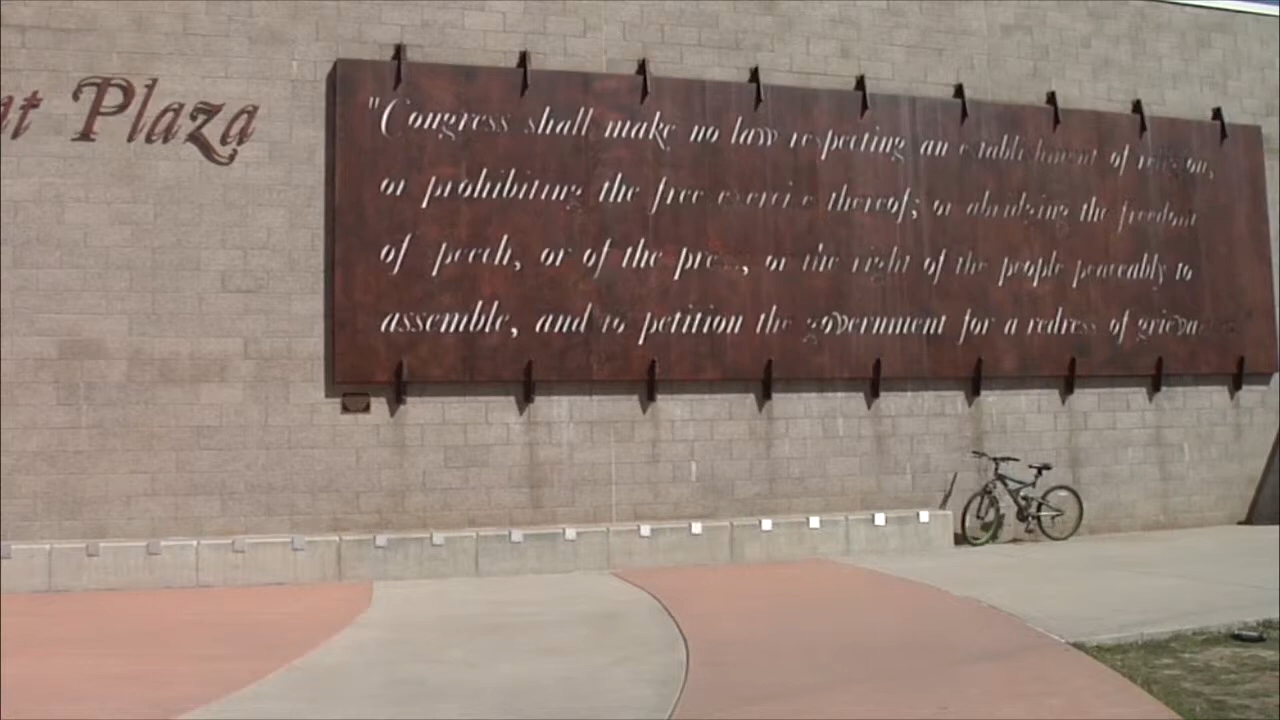 Plaza
"Congress shall make no law respecting an establishment of religion,
or prohibiting the free exercise thereof; or abridging the freedom
of speech, or of the press, or the right of the people peaceably to
assemble, and to petition the government for a redress of